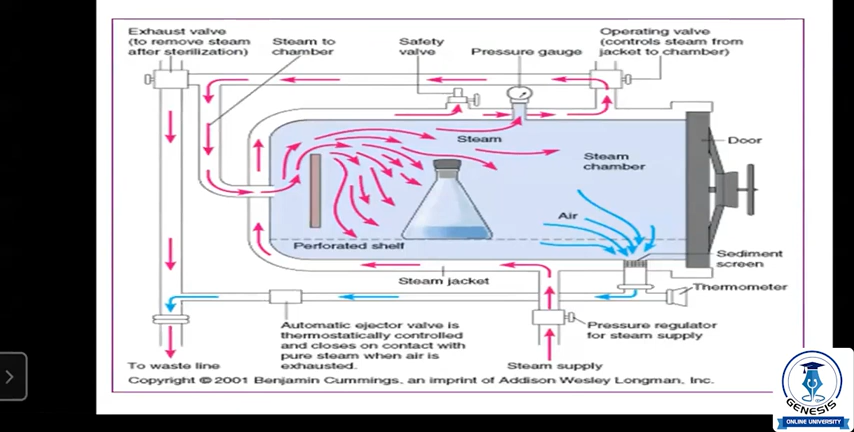 Exhaust valve
(to remove steam
after sterilization)
Steam to
chamber
Safety
valve
Pressure gauge
Operating valve
(controls steam from
jacket to chamber)
Steam
Steam
chamber
Door
Air
Perforated shelf
Sediment
screen
Steam jacket
Thermometer
Automatic ejector valve is
thermostatically controlled
and closes on contact with
pure steam when air is
exhausted.
Pressure regulator
for steam supply
To waste line
Steam supply
Copyright © 2001 Benjamin Cummings, an imprint of Addison Wesley Longman, Inc.
GENESIS
ONLINE UNIVERSITY